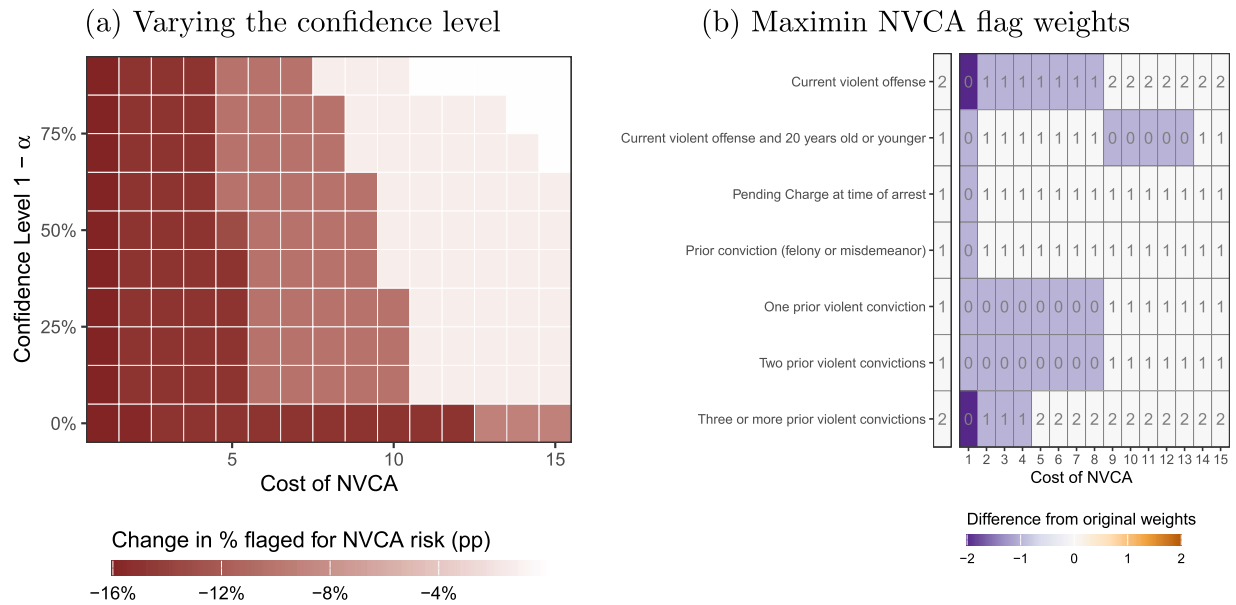 (a) Varying the confidence level
Confidence Level 1 − α
75%
50%
25%
0%
5 10 15
Cost of NVCA
Change in % flagged for NVCA risk (pp)
−16% −12% −8% −4%
(b) Maximin NVCA flag weights
Current violent offense 2 0 1 1 1 1 1 1 1 2 2 2 2 2 2 2
Current violent offense and 20 years old or younger 1 0 1 1 1 1 1 1 1 0 0 0 0 0 1 1
Pending Charge at time of arrest 1 0 1 1 1 1 1 1 1 1 1 1 1 1 1 1
Prior conviction (felony or misdemeanor) 1 0 1 1 1 1 1 1 1 1 1 1 1 1 1 1
One prior violent conviction 1 0 0 0 0 0 0 0 0 1 1 1 1 1 1 1
Two prior violent convictions 1 0 0 0 0 0 0 0 0 1 1 1 1 1 1 1
Three or more prior violent convictions 2 0 1 1 1 2 2 2 2 2 2 2 2 2 2 2
1 2 3 4 5 6 7 8 9 10 11 12 13 14 15
Cost of NVCA
Difference from original weights
−2 −1 0 1 2